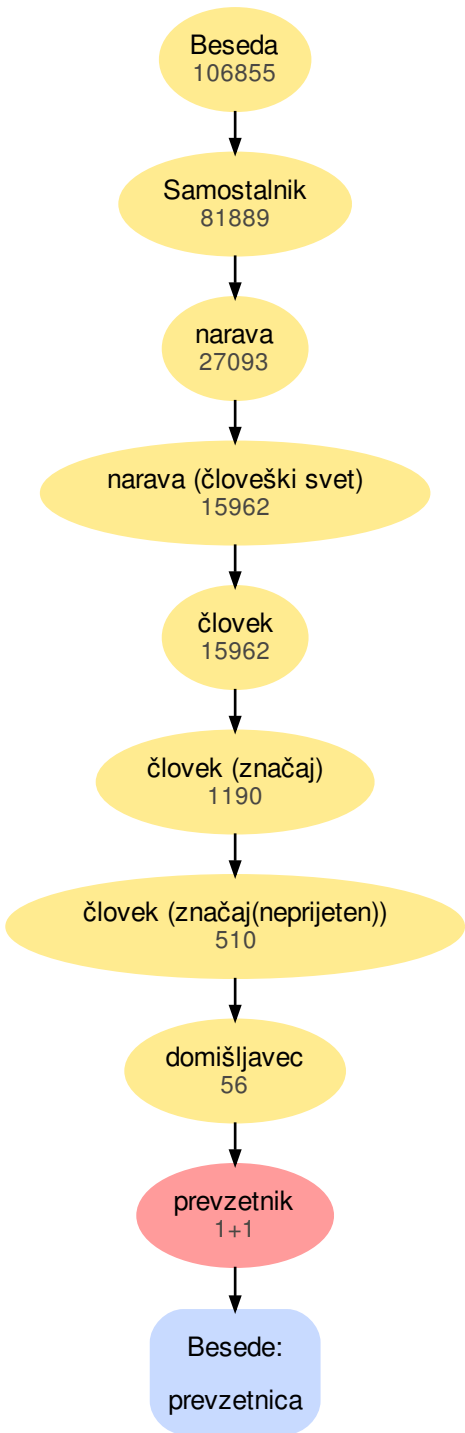 Beseda
106855
Samostalnik
81889
narava
27093
narava (človeški svet)
15962
človek
15962
človek (značaj)
1190
človek (značaj(neprijeten))
510
domišljavec
56
prevzetnik
1+1
Besede:
prevzetnica